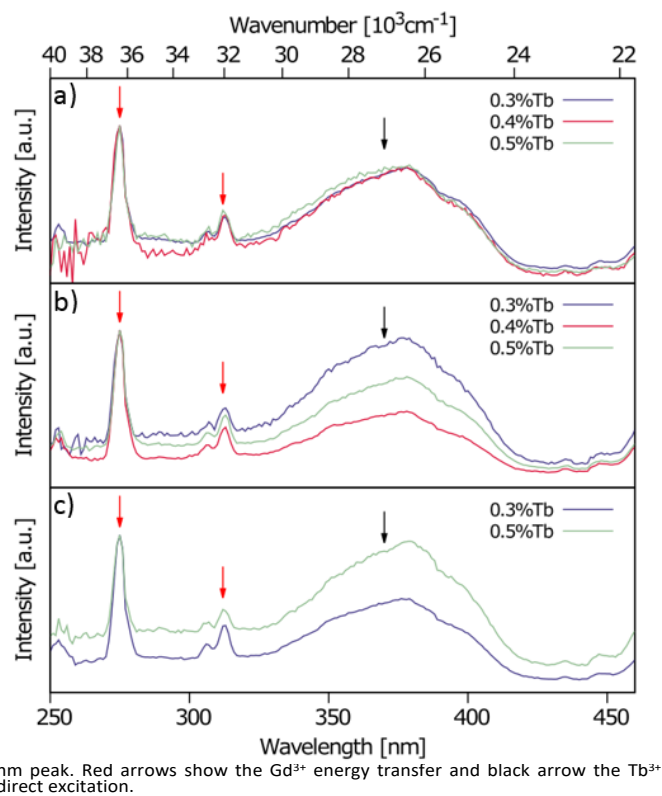 Wavenumber [10³cm⁻¹]
40 38 36 34 32 30 28 26 24 22
a)
0.3%Tb
0.4%Tb
0.5%Tb
Intensity [a.u.]
b)
0.3%Tb
0.4%Tb
0.5%Tb
Intensity [a.u.]
c)
0.3%Tb
0.5%Tb
Intensity [a.u.]
250 300 350 400 450
Wavelength [nm]
nm peak. Red arrows show the Gd³⁺ energy transfer and black arrow the Tb³⁺
direct excitation.